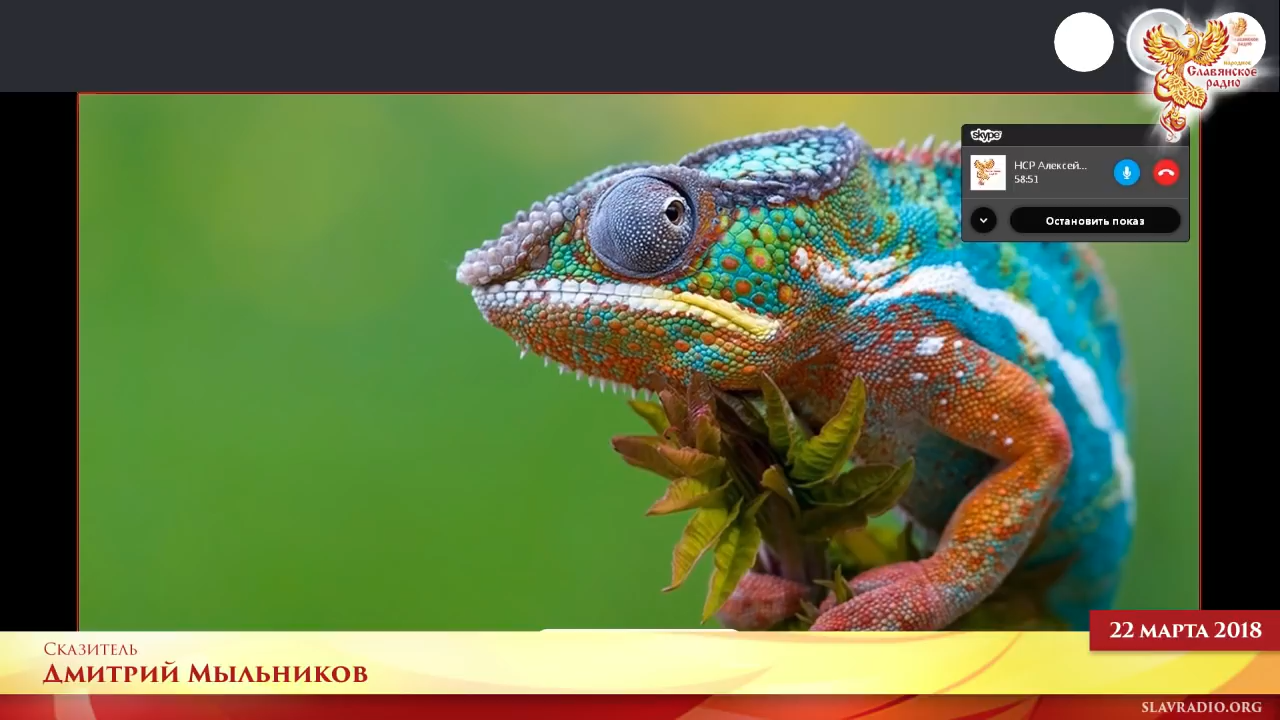 народное
Славянское
радио
skype
НСР Алексей...
58:51
Остановить показ
22 марта 2018
Сказитель
Дмитрий Мыльников
SLAVRADIO.ORG